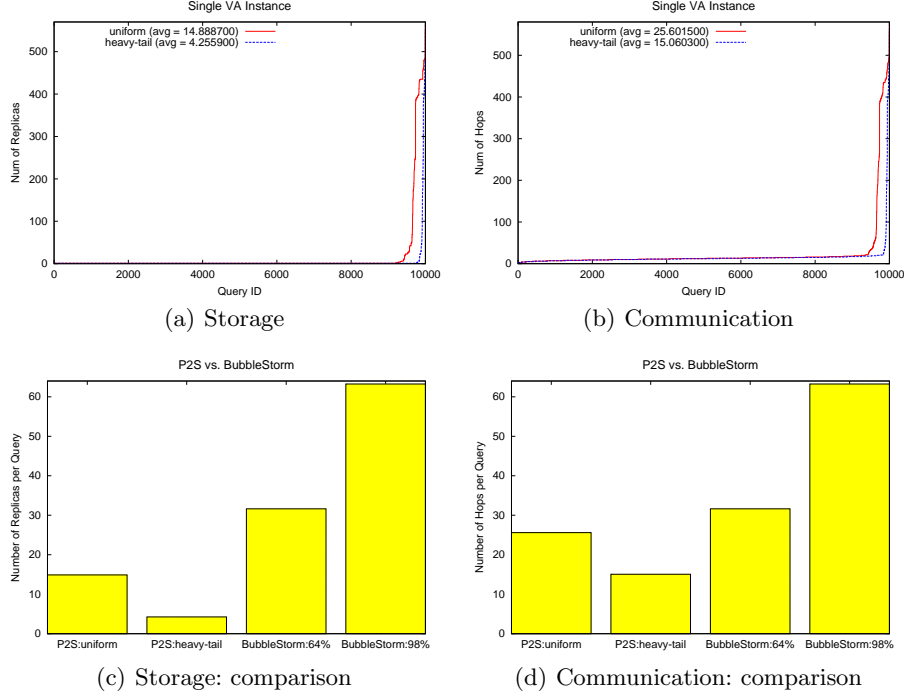 Single VA Instance
uniform (avg = 14.888700)
heavy-tail (avg = 4.255900)
500
400
300
200
100
0
Num of Replicas
0 2000 4000 6000 8000 10000
Query ID
(a) Storage
Single VA Instance
uniform (avg = 25.601500)
heavy-tail (avg = 15.060300)
500
400
300
200
100
0
Num of Hops
0 2000 4000 6000 8000 10000
Query ID
(b) Communication
P2S vs. BubbleStorm
60
50
40
30
20
10
0
Number of Replicas per Query
P2S:uniform P2S:heavy-tail BubbleStorm:64% BubbleStorm:98%
(c) Storage: comparison
P2S vs. BubbleStorm
60
50
40
30
20
10
0
Number of Hops per Query
P2S:uniform P2S:heavy-tail BubbleStorm:64% BubbleStorm:98%
(d) Communication: comparison